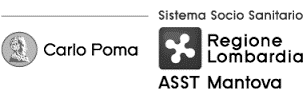 Sistema Socio Sanitario
Carlo Poma
Regione
Lombardia
ASST Mantova